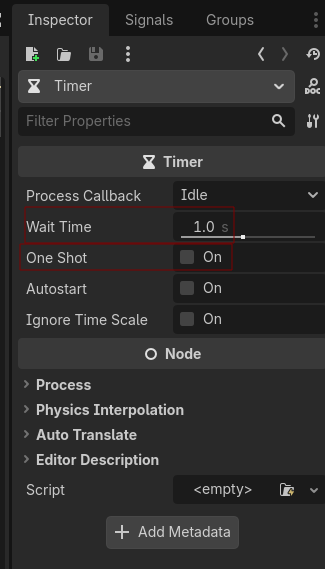 Inspector Signals Groups
Timer
DOC
Filter Properties
Timer
Process Callback Idle
Wait Time 1.0 s
One Shot On
Autostart On
Ignore Time Scale On
Node
Process
Physics Interpolation
Auto Translate
Editor Description
Script <empty>
Add Metadata